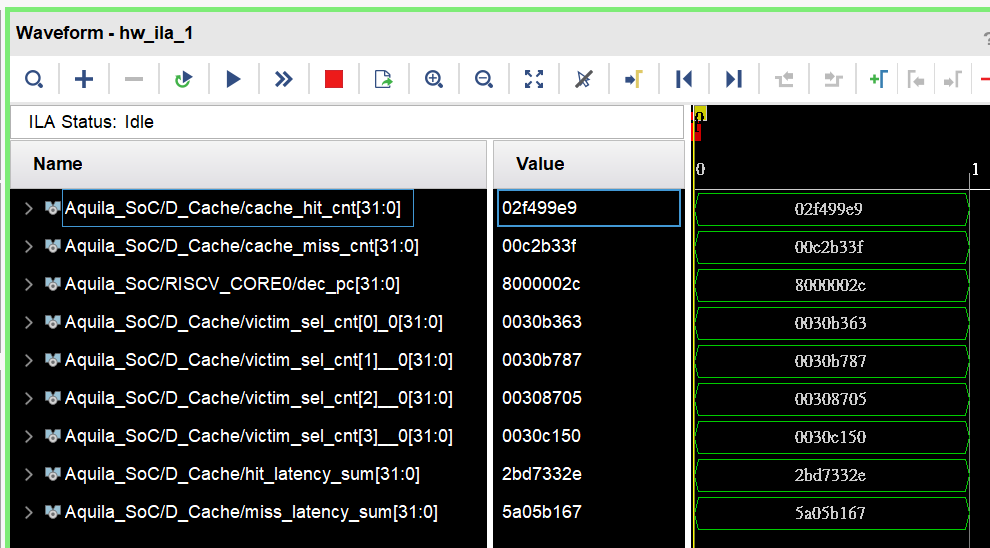 Waveform - hw_ila_1
ILA Status: Idle
Name Value 0 1
Aquila_SoC/D_Cache/cache_hit_cnt[31:0] 02f499e9 02f499e9
Aquila_SoC/D_Cache/cache_miss_cnt[31:0] 00c2b33f 00c2b33f
Aquila_SoC/RISCV_CORE0/dec_pc[31:0] 8000002c 8000002c
Aquila_SoC/D_Cache/victim_sel_cnt[0]_0[31:0] 0030b363 0030b363
Aquila_SoC/D_Cache/victim_sel_cnt[1]__0[31:0] 0030b787 0030b787
Aquila_SoC/D_Cache/victim_sel_cnt[2]__0[31:0] 00308705 00308705
Aquila_SoC/D_Cache/victim_sel_cnt[3]__0[31:0] 0030c150 0030c150
Aquila_SoC/D_Cache/hit_latency_sum[31:0] 2bd7332e 2bd7332e
Aquila_SoC/D_Cache/miss_latency_sum[31:0] 5a05b167 5a05b167